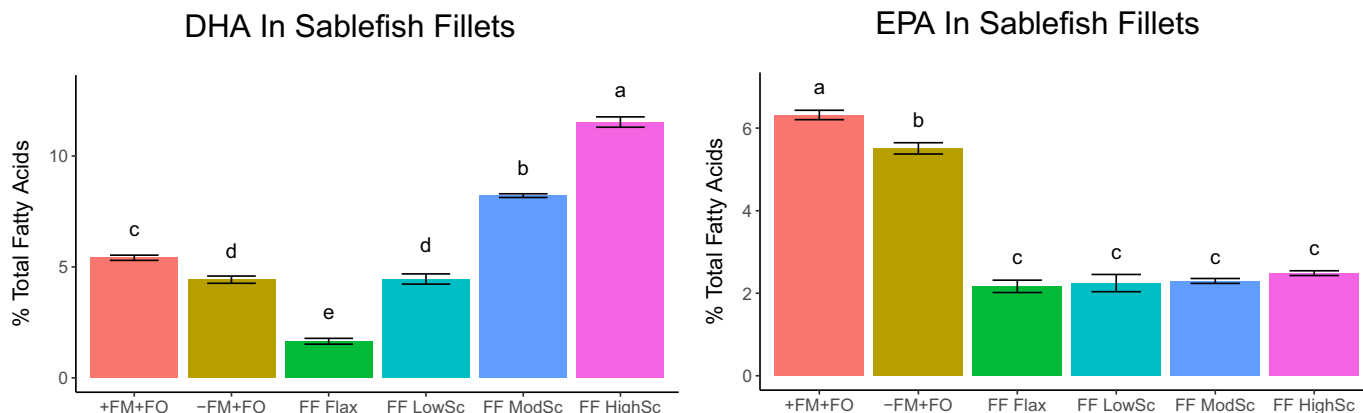 DHA In Sablefish Fillets
% Total Fatty Acids
10
5
0
a
b
c
d
d
e
+FM+FO −FM+FO FF Flax FF LowSc FF ModSc FF HighSc
EPA In Sablefish Fillets
% Total Fatty Acids
6
4
2
0
a
b
c
c
c
c
+FM+FO −FM+FO FF Flax FF LowSc FF ModSc FF HighSc